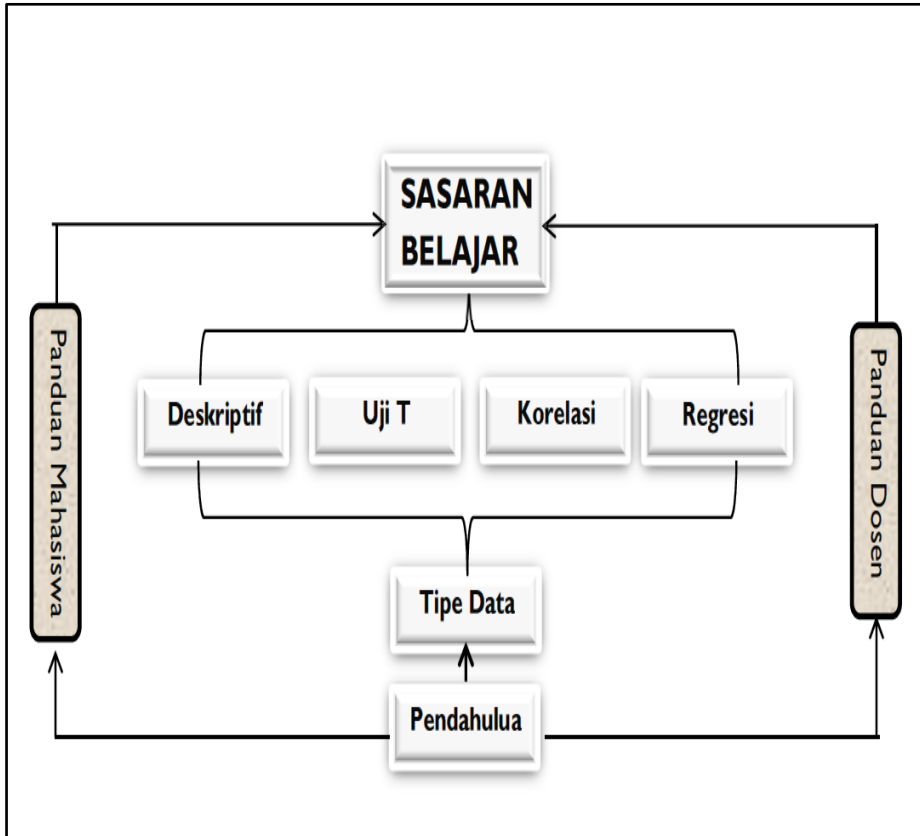 SASARAN
BELAJAR
Panduan Mahasiswa
Deskriptif
Uji T
Korelasi
Regresi
Panduan Dosen
Tipe Data
Pendahulua